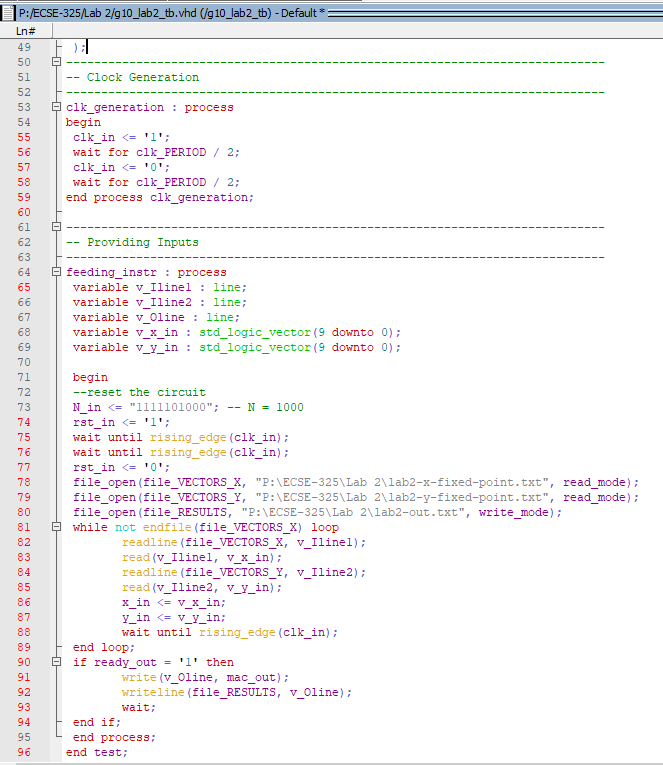 P:/ECSE-325/Lab 2/g10_lab2_tb.vhd (/g10_lab2_tb) - Default *
Ln#
49 );
50 --------------------------------------------------------------------------------
51 -- Clock Generation
52 --------------------------------------------------------------------------------
53 clk_generation : process
54 begin
55 clk_in <= '1';
56 wait for clk_PERIOD / 2;
57 clk_in <= '0';
58 wait for clk_PERIOD / 2;
59 end process clk_generation;
60
61 --------------------------------------------------------------------------------
62 -- Providing Inputs
63 --------------------------------------------------------------------------------
64 feeding_instr : process
65 variable v_Iline1 : line;
66 variable v_Iline2 : line;
67 variable v_Oline : line;
68 variable v_x_in : std_logic_vector(9 downto 0);
69 variable v_y_in : std_logic_vector(9 downto 0);
70
71 begin
72 --reset the circuit
73 N_in <= "1111101000"; -- N = 1000
74 rst_in <= '1';
75 wait until rising_edge(clk_in);
76 wait until rising_edge(clk_in);
77 rst_in <= '0';
78 file_open(file_VECTORS_X, "P:\ECSE-325\Lab 2\lab2-x-fixed-point.txt", read_mode);
79 file_open(file_VECTORS_Y, "P:\ECSE-325\Lab 2\lab2-y-fixed-point.txt", read_mode);
80 file_open(file_RESULTS, "P:\ECSE-325\Lab 2\lab2-out.txt", write_mode);
81 while not endfile(file_VECTORS_X) loop
82 readline(file_VECTORS_X, v_Iline1);
83 read(v_Iline1, v_x_in);
84 readline(file_VECTORS_Y, v_Iline2);
85 read(v_Iline2, v_y_in);
86 x_in <= v_x_in;
87 y_in <= v_y_in;
88 wait until rising_edge(clk_in);
89 end loop;
90 if ready_out = '1' then
91 write(v_Oline, mac_out);
92 writeline(file_RESULTS, v_Oline);
93 wait;
94 end if;
95 end process;
96 end test;